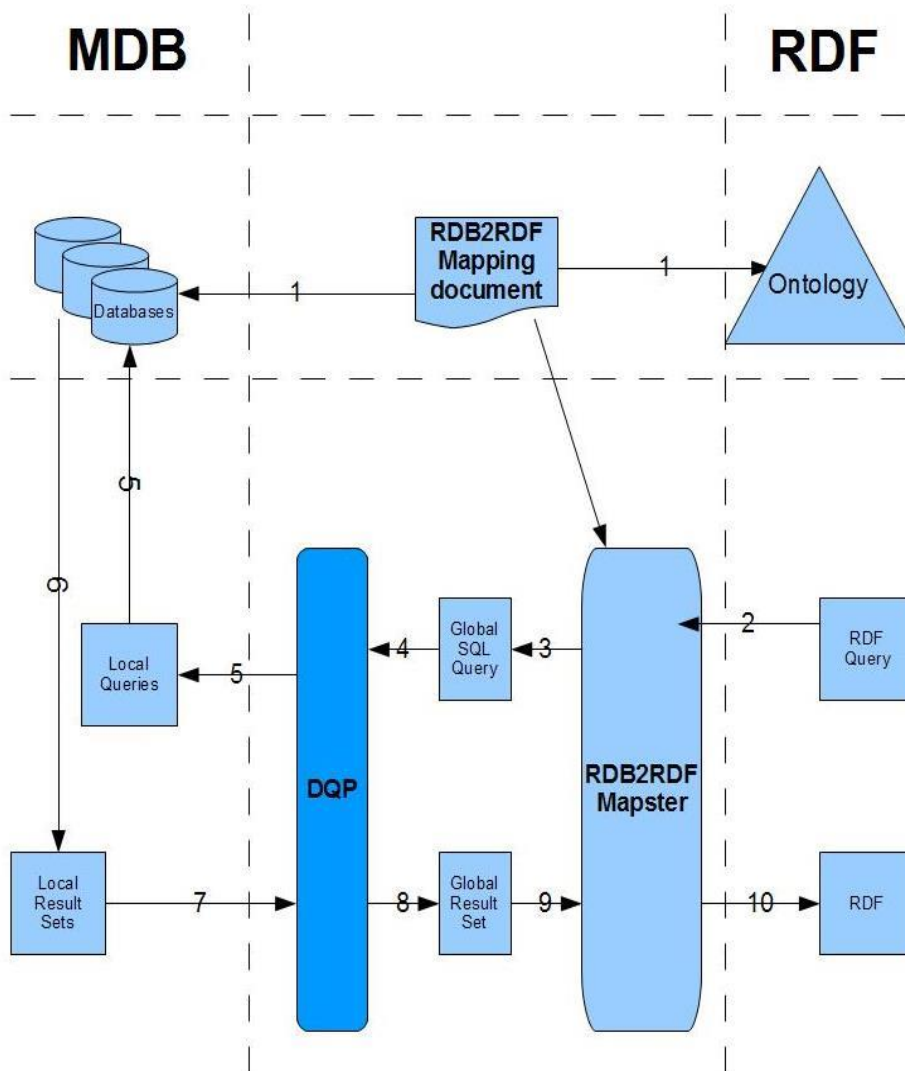 MDB
RDF
RDB2RDF
Mapping
document
1
1
Ontology
Databases
5
6
2
RDF
Query
Global
SQL
Query
4
3
Local
Queries
5
DQP
RDB2RDF
Mapster
Local
Result
Sets
7
8
Global
Result
Set
9
10
RDF